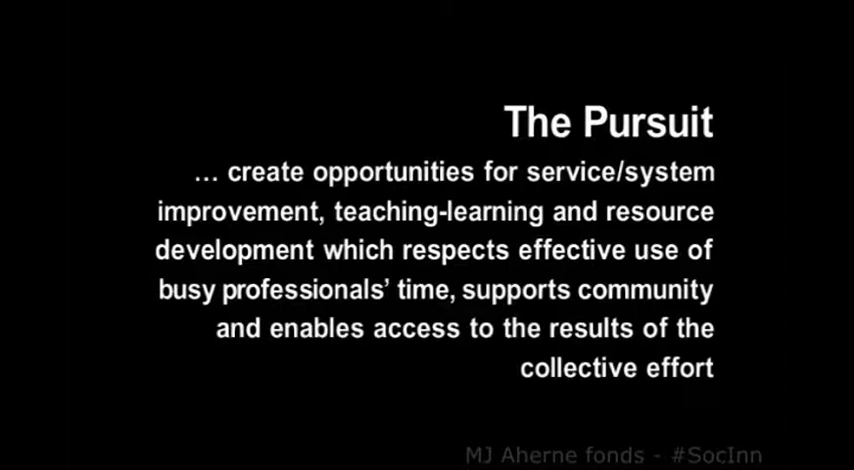 The Pursuit
… create opportunities for service/system
improvement, teaching-learning and resource
development which respects effective use of
busy professionals’ time, supports community
and enables access to the results of the
collective effort
MJ Aherne fonds - #SocInn